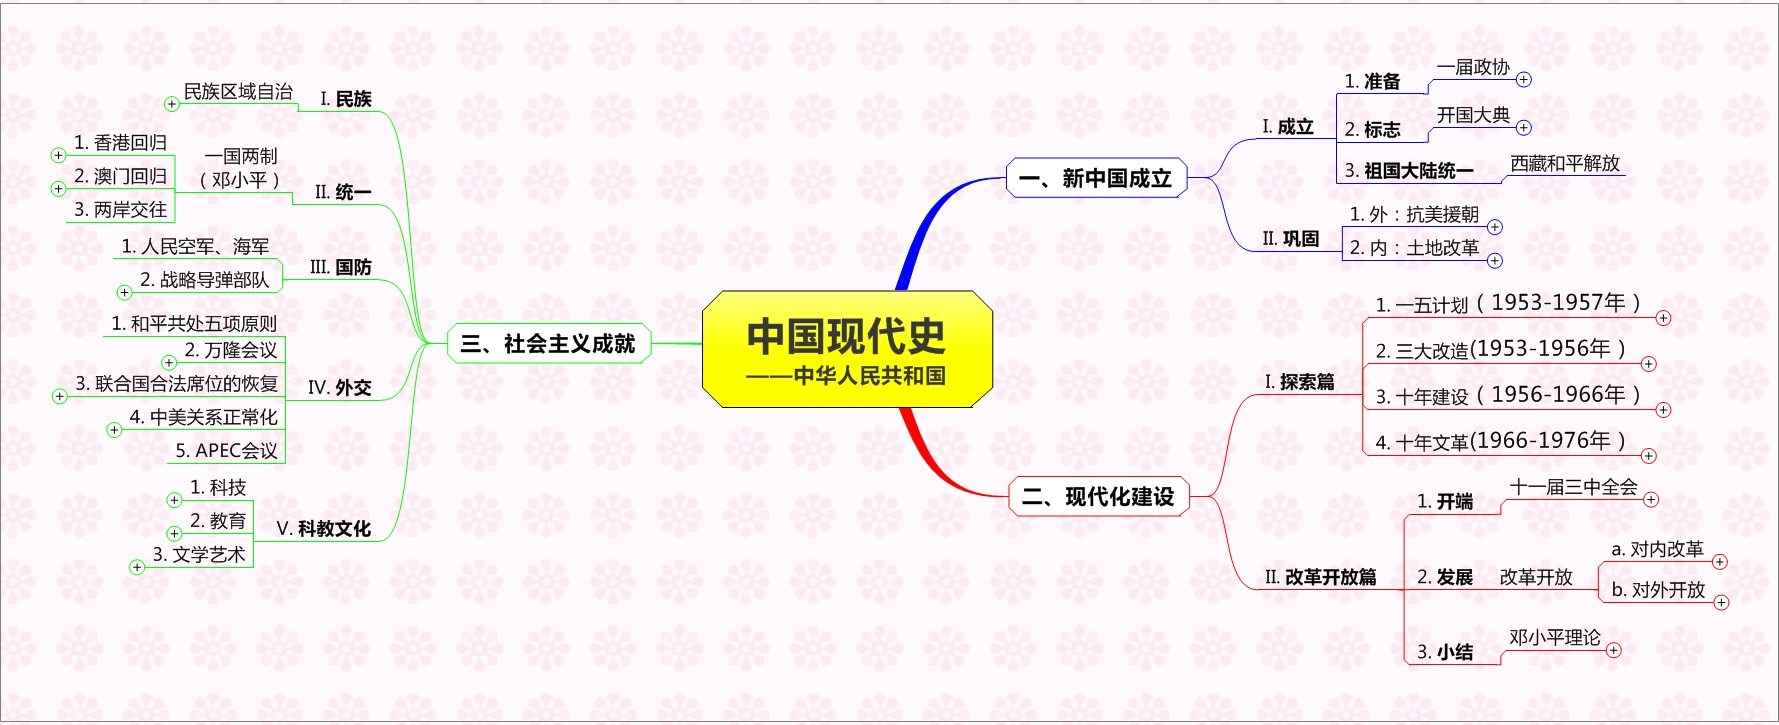 中国现代史
——中华人民共和国
一、新中国成立
I. 成立
1. 准备
一届政协
2. 标志
开国大典
3. 祖国大陆统一
西藏和平解放
II. 巩固
1. 外：抗美援朝
2. 内：土地改革
二、现代化建设
I. 探索篇
1. 一五计划（1953-1957年）
2. 三大改造(1953-1956年）
3. 十年建设（1956-1966年）
4. 十年文革(1966-1976年）
II. 改革开放篇
1. 开端
十一届三中全会
2. 发展
改革开放
a. 对内改革
b. 对外开放
3. 小结
邓小平理论
三、社会主义成就
I. 民族
民族区域自治
II. 统一
一国两制
（邓小平）
1. 香港回归
2. 澳门回归
3. 两岸交往
III. 国防
1. 人民空军、海军
2. 战略导弹部队
IV. 外交
1. 和平共处五项原则
2. 万隆会议
3. 联合国合法席位的恢复
4. 中美关系正常化
5. APEC会议
V. 科教文化
1. 科技
2. 教育
3. 文学艺术